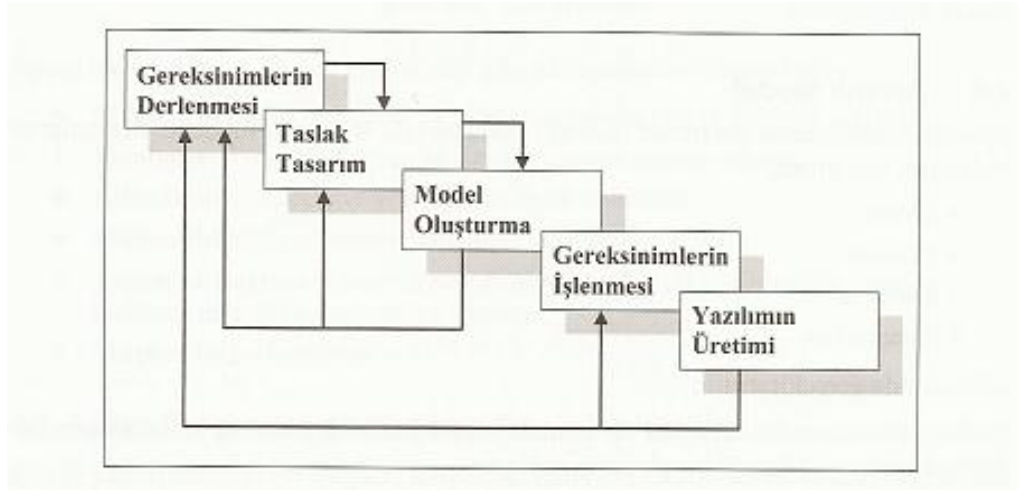 Gereksinimlerin
Derlenmesi
Taslak
Tasarım
Model
Oluşturma
Gereksinimlerin
İşlenmesi
Yazılımın
Üretimi